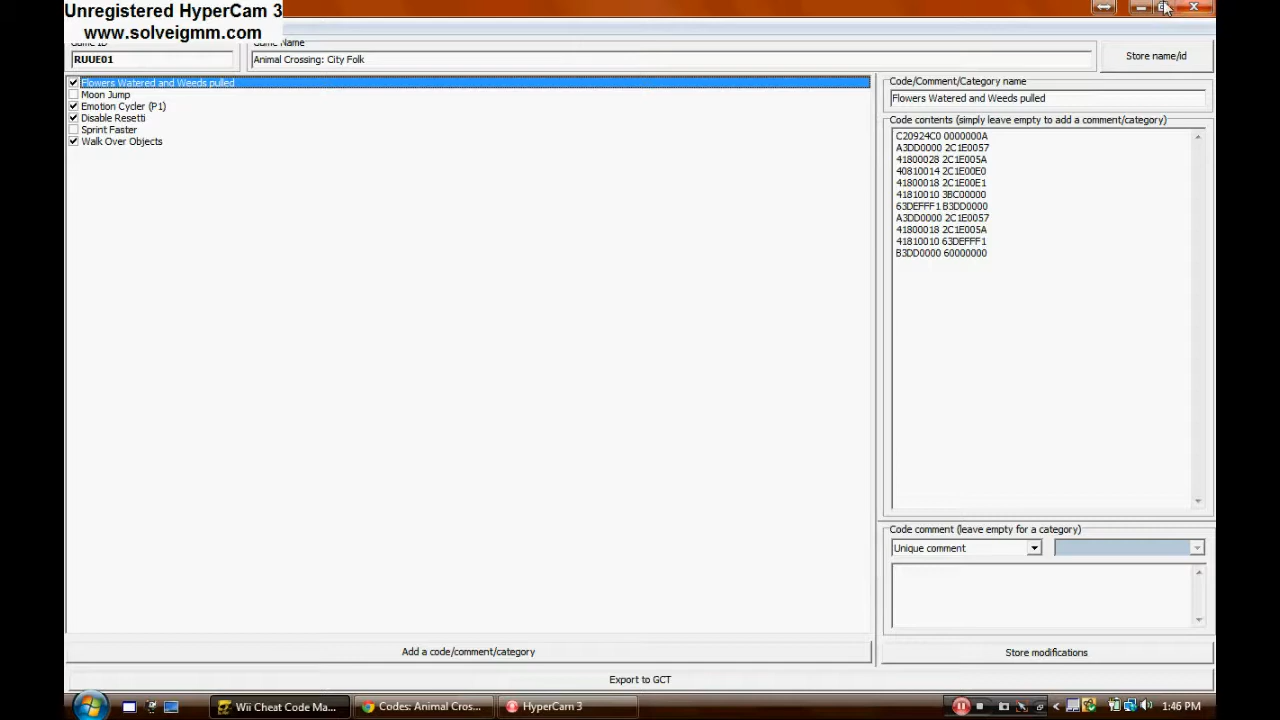 Unregistered HyperCam 3
www.solveigmm.com
Game ID
Game Name
RUUE01
Animal Crossing: City Folk
Store name/id
Flowers Watered and Weeds pulled
Moon Jump
Emotion Cycler (P1)
Disable Resetti
Sprint Faster
Walk Over Objects
Code/Comment/Category name
Flowers Watered and Weeds pulled
Code contents (simply leave empty to add a comment/category)
C20924C0 0000000A
A3DD0000 2C1E0057
41800028 2C1E005A
40810014 2C1E00E0
41800018 2C1E00E1
41810010 3BC00000
63DEFFF1 B3DD0000
A3DD0000 2C1E0057
41800018 2C1E005A
41810010 63DEFFF1
B3DD0000 60000000
Code comment (leave empty for a category)
Unique comment
Add a code/comment/category
Store modifications
Export to GCT
Wii Cheat Code Ma...
Codes: Animal Cros...
HyperCam 3
1:46 PM